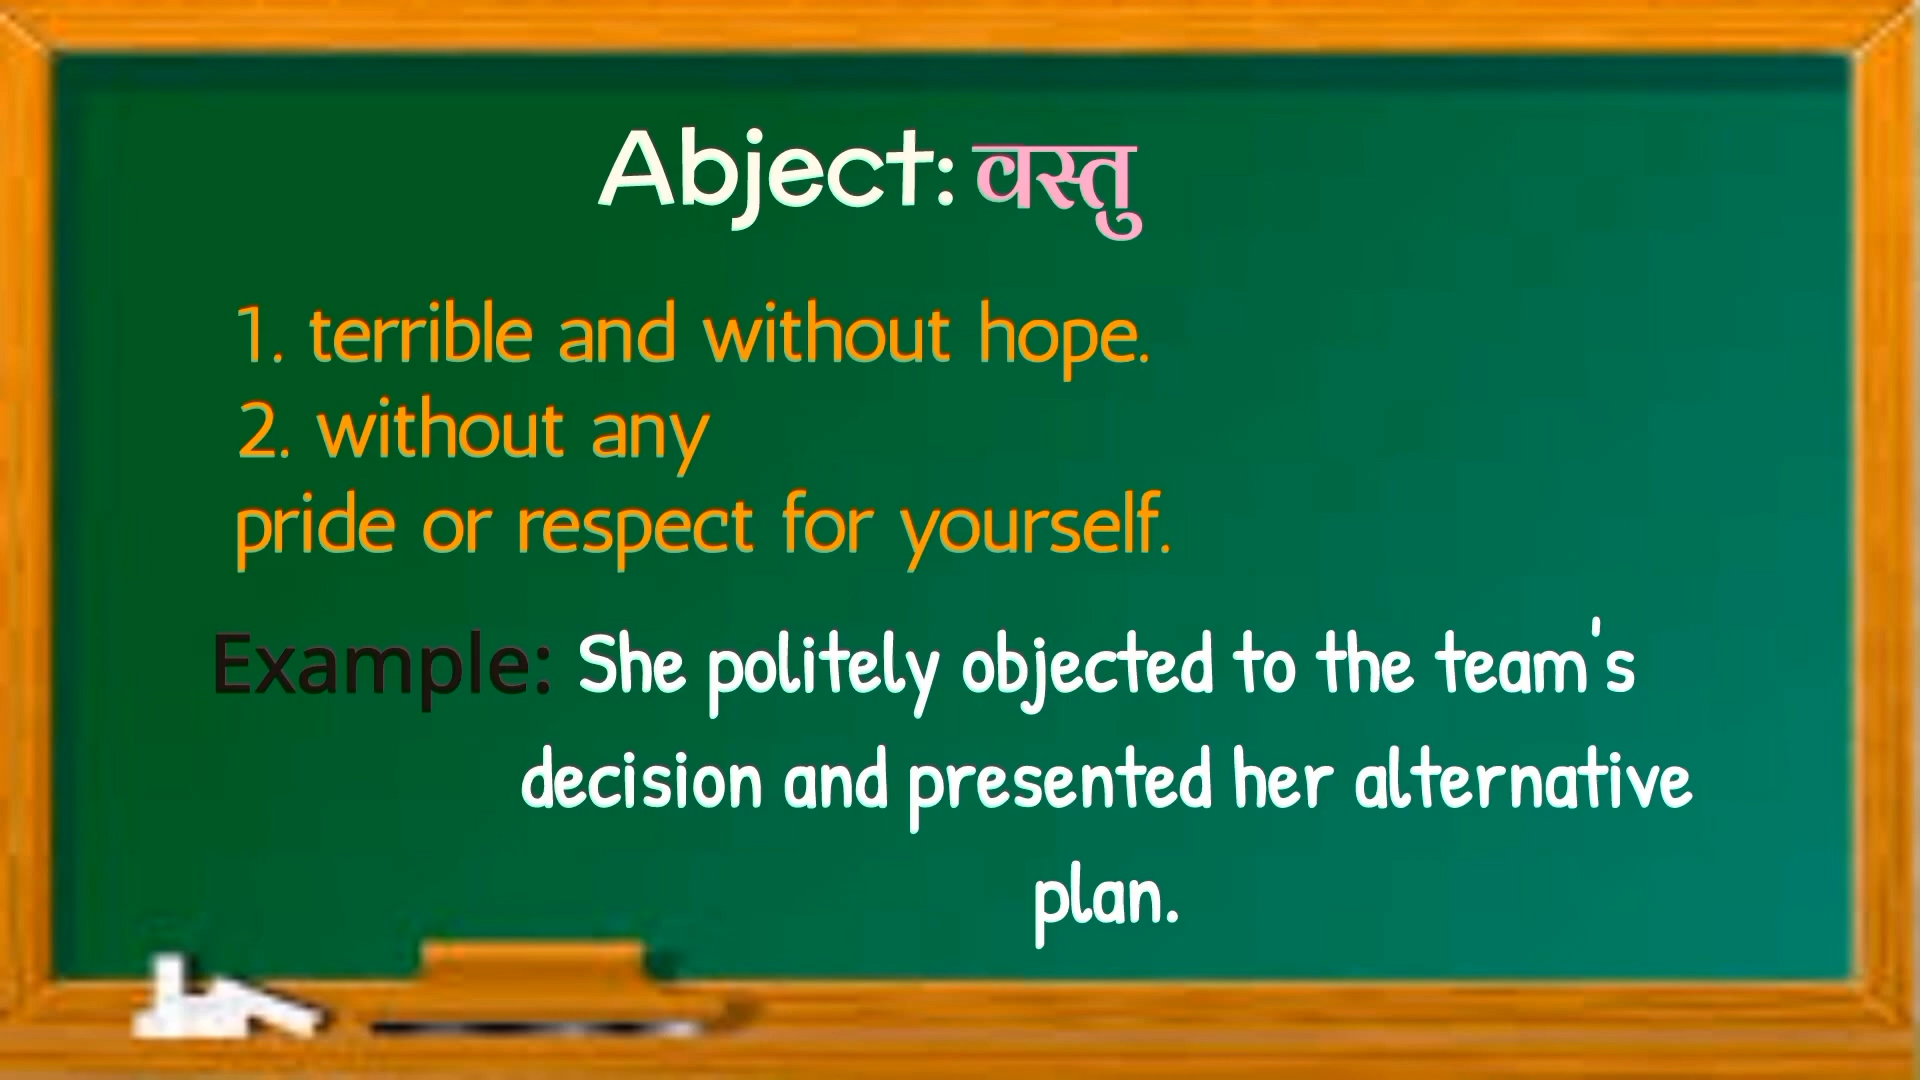 Abject: वस्तु
1. terrible and without hope.
2. without any
pride or respect for yourself.
Example: She politely objected to the team's
decision and presented her alternative
plan.